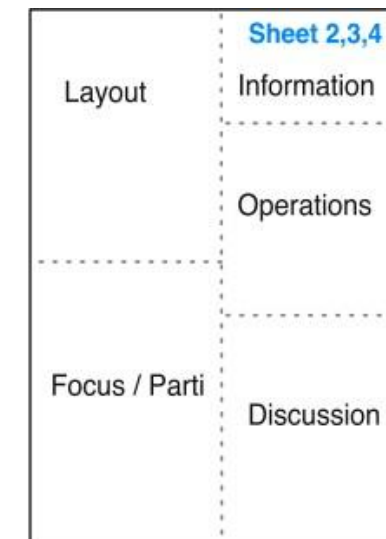 Sheet 2,3,4
Layout
Information
Operations
Focus / Parti
Discussion